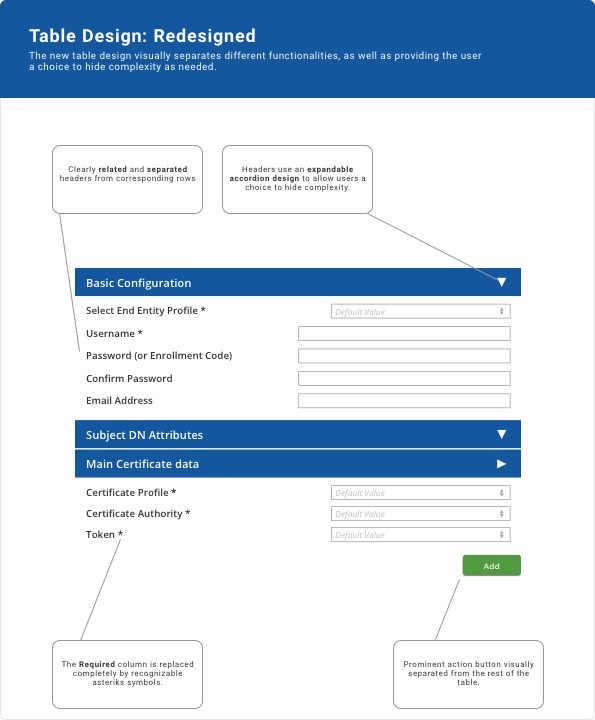 Table Design: Redesigned
The new table design visually separates different functionalities, as well as providing the user
a choice to hide complexity as needed.
Clearly related and separated
headers from corresponding rows
Headers use an expandable
accordion design to allow users a
choice to hide complexity.
Basic Configuration
Select End Entity Profile *
Default Value
Username *
Password (or Enrollment Code)
Confirm Password
Email Address
Subject DN Attributes
Main Certificate data
Certificate Profile *
Default Value
Certificate Authority *
Default Value
Token *
Default Value
Add
The Required column is replaced
completely by recognizable
asteriks symbols.
Prominent action button visually
separated from the rest of the
table.